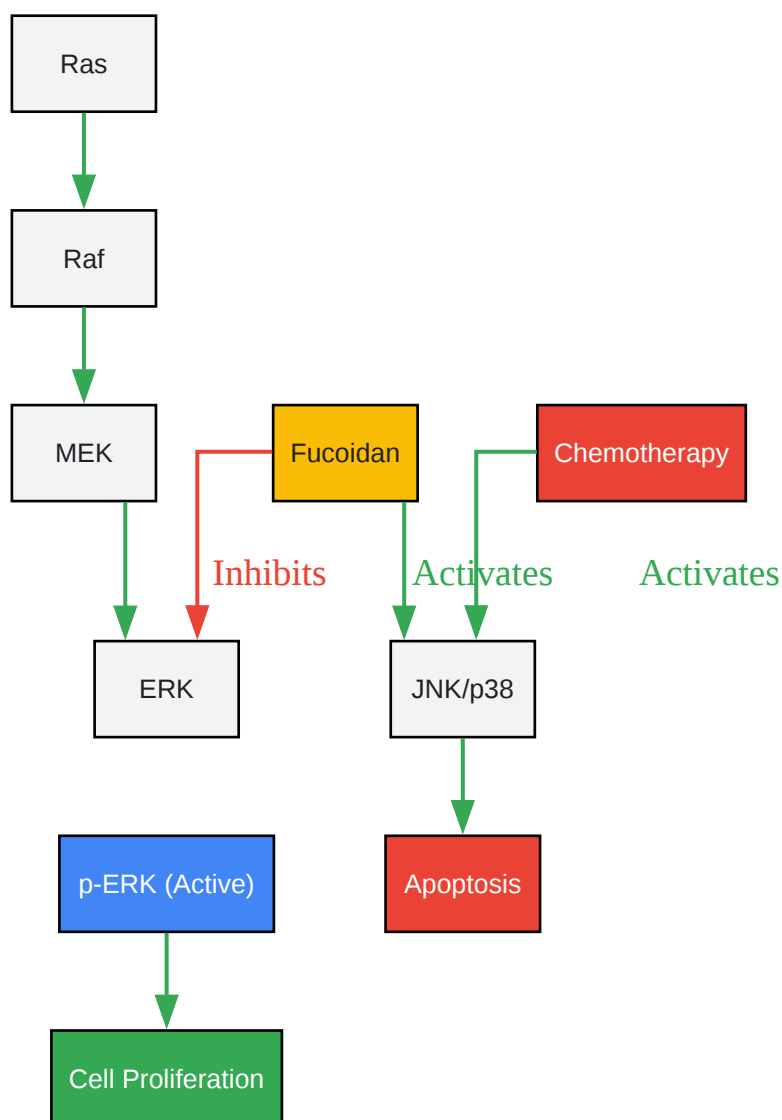 Ras
Raf
MEK
Fucoidan
Chemotherapy
Inhibits
Activates
Activates
ERK
JNK/p38
p-ERK (Active)
Apoptosis
Cell Proliferation